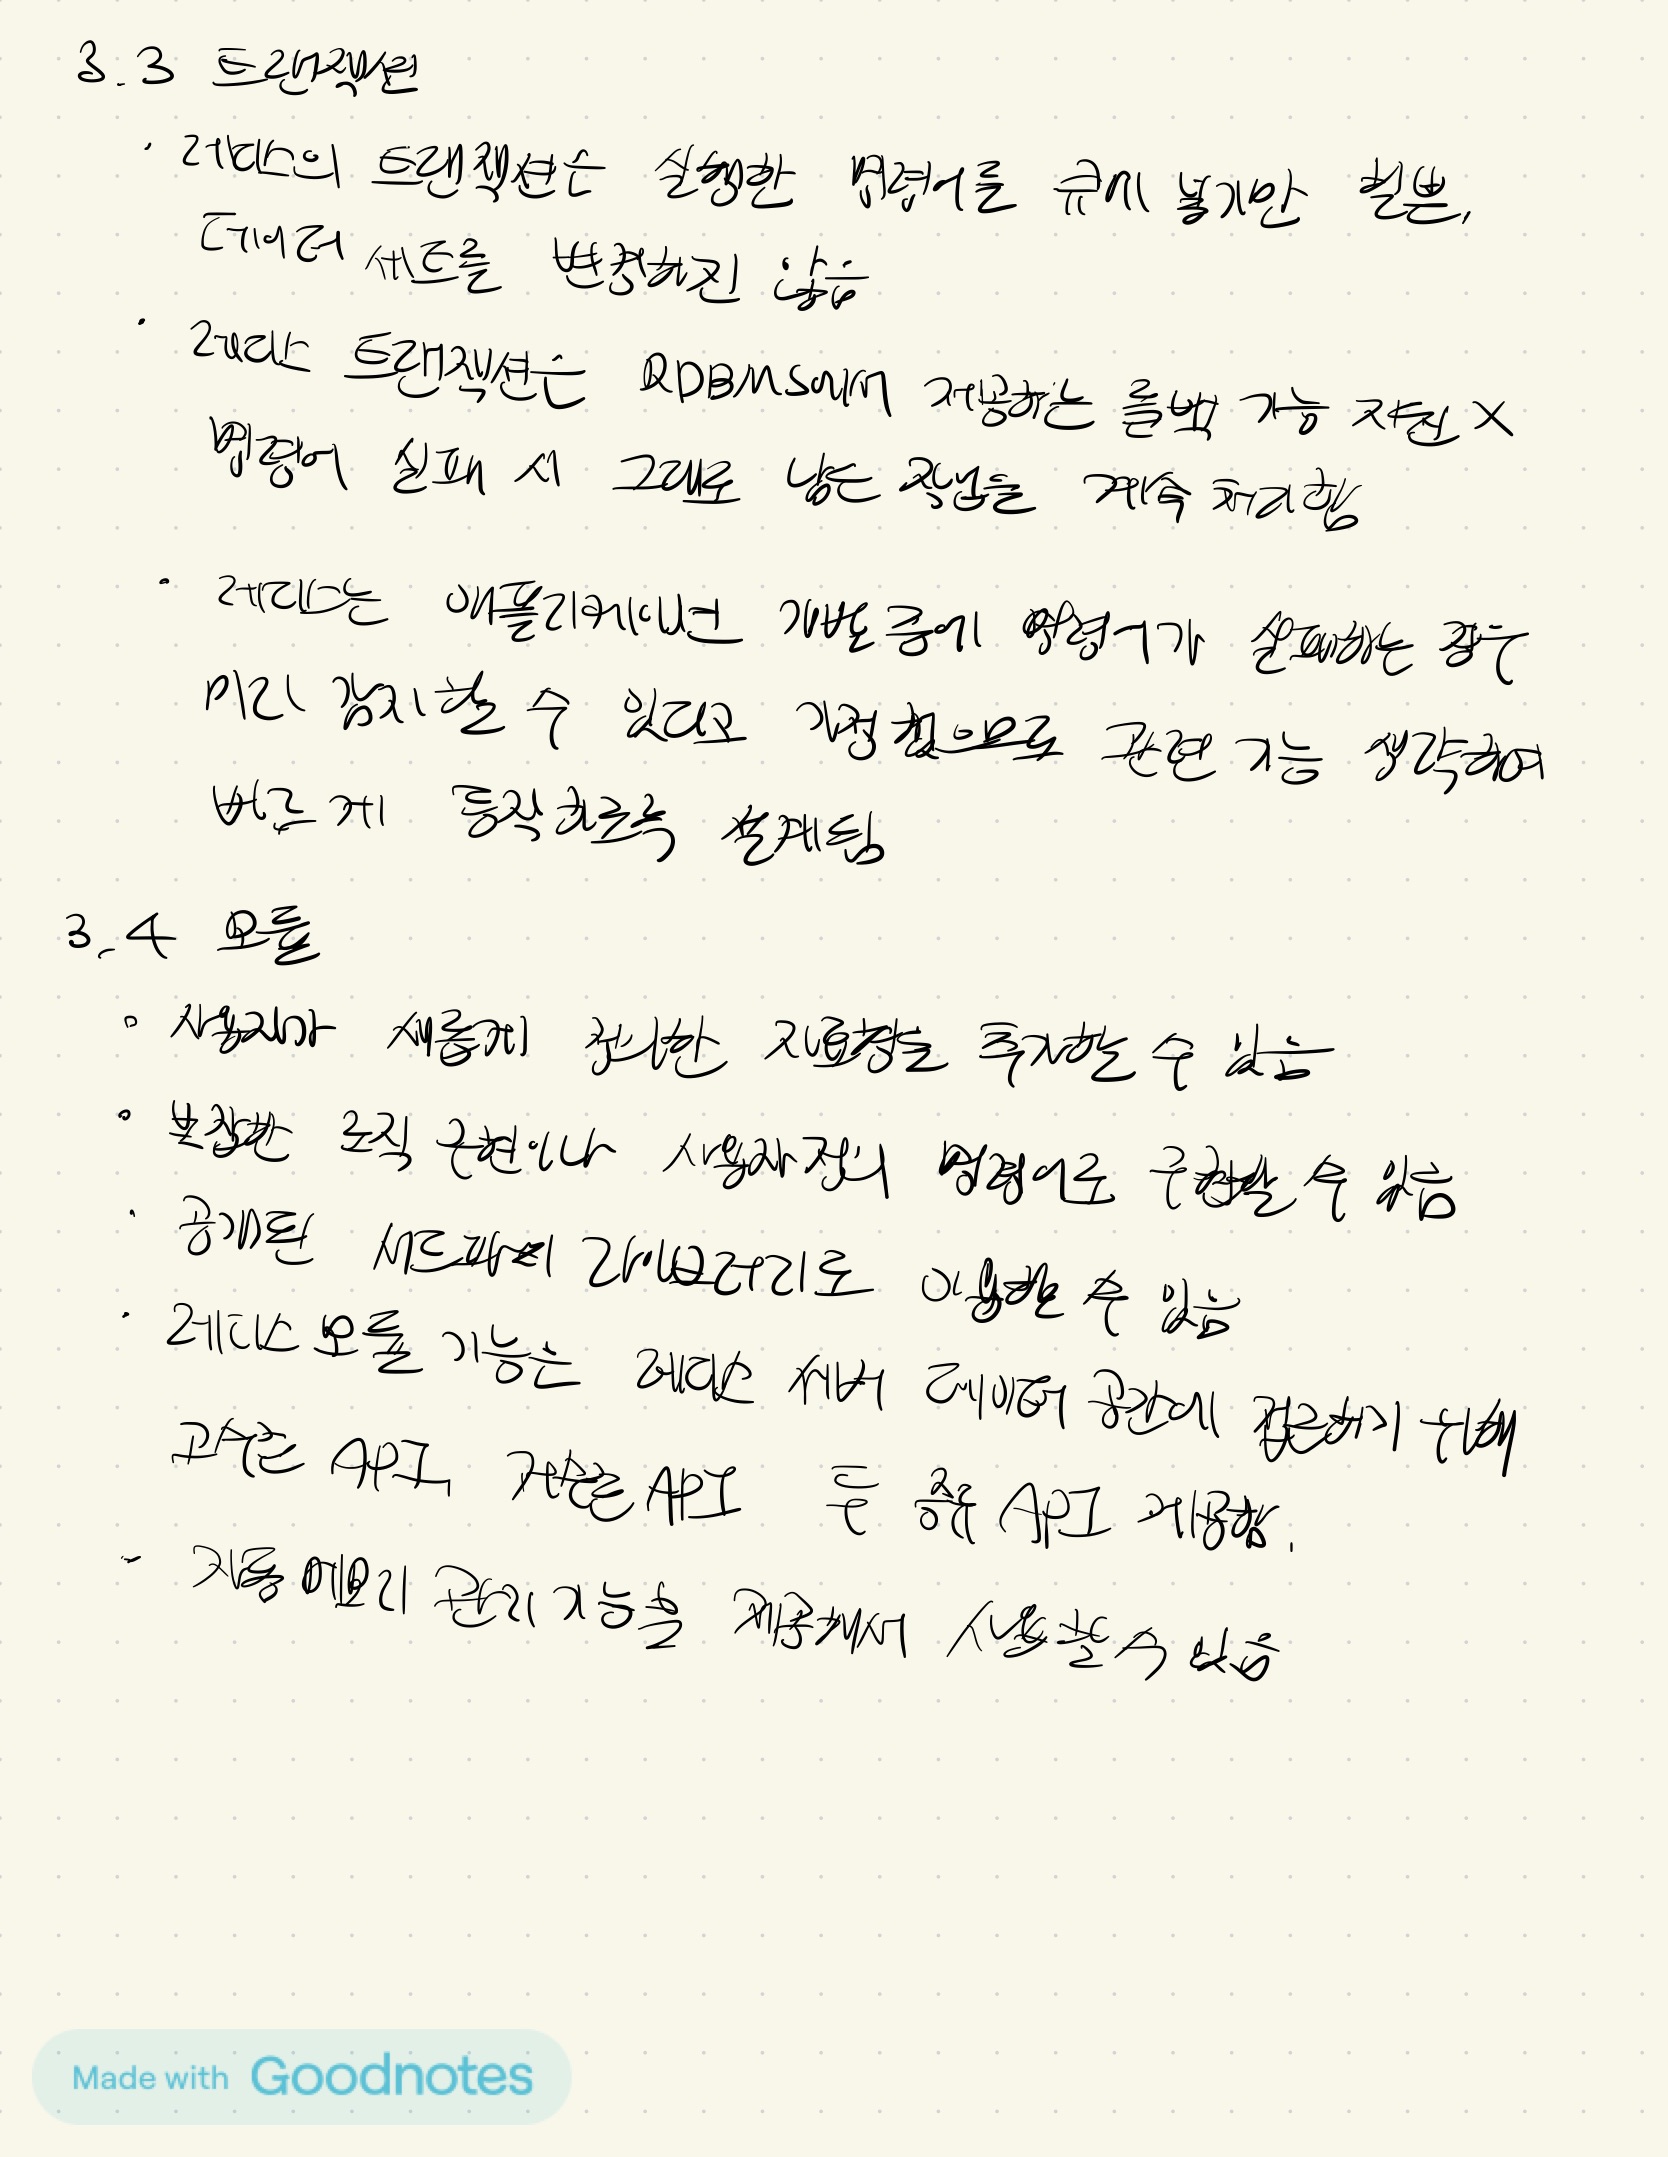 3.3 트랜잭션
· 레디스의 트랜잭션은 실행한 명령어를 큐에 넣기만 할뿐,
데이터 세트를 변경하진 않음
· 레디스 트랜잭션은 RDBMS에서 제공하는 롤백 기능 지원 X
명령어 실패 시 그대로 남은 작업을 계속 처리함
· 레디스는 애플리케이션 개발 중에 명령어가 실패하는 경우
미리 감지할 수 있다고 가정함으로 관련 기능 생략하여
빠르게 동작하도록 설계됨
3.4 모듈
· 사용자가 새롭게 정의한 자료형을 추가할 수 있음
· 복잡한 로직 구현이나 사용자 정의 명령어로 구현할 수 있음
· 공개된 서드파티 라이브러리로 이용할 수 있음
· 레디스 모듈 기능은 레디스 서버 데이터 공간에 접근하기 위해
고수준 API, 저수준 API 두 종류 API 제공함.
- 자동 메모리 관리 기능을 제공해서 사용할 수 있음
Made with Goodnotes